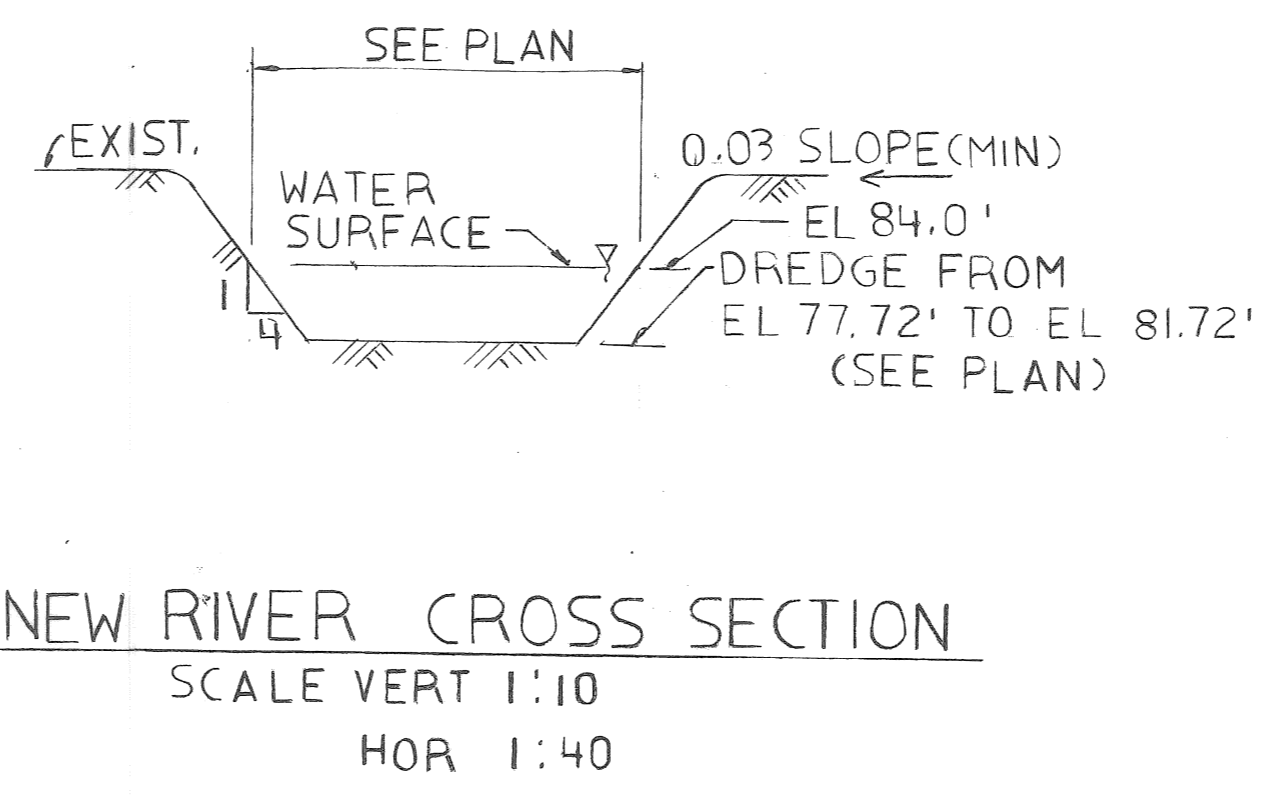 SEE PLAN
EXIST.
0.03 SLOPE(MIN)
WATER
SURFACE
EL 84.0'
DREDGE FROM
EL 77.72' TO EL 81.72'
(SEE PLAN)
1
4
NEW RIVER CROSS SECTION
SCALE VERT 1:10
HOR 1:40